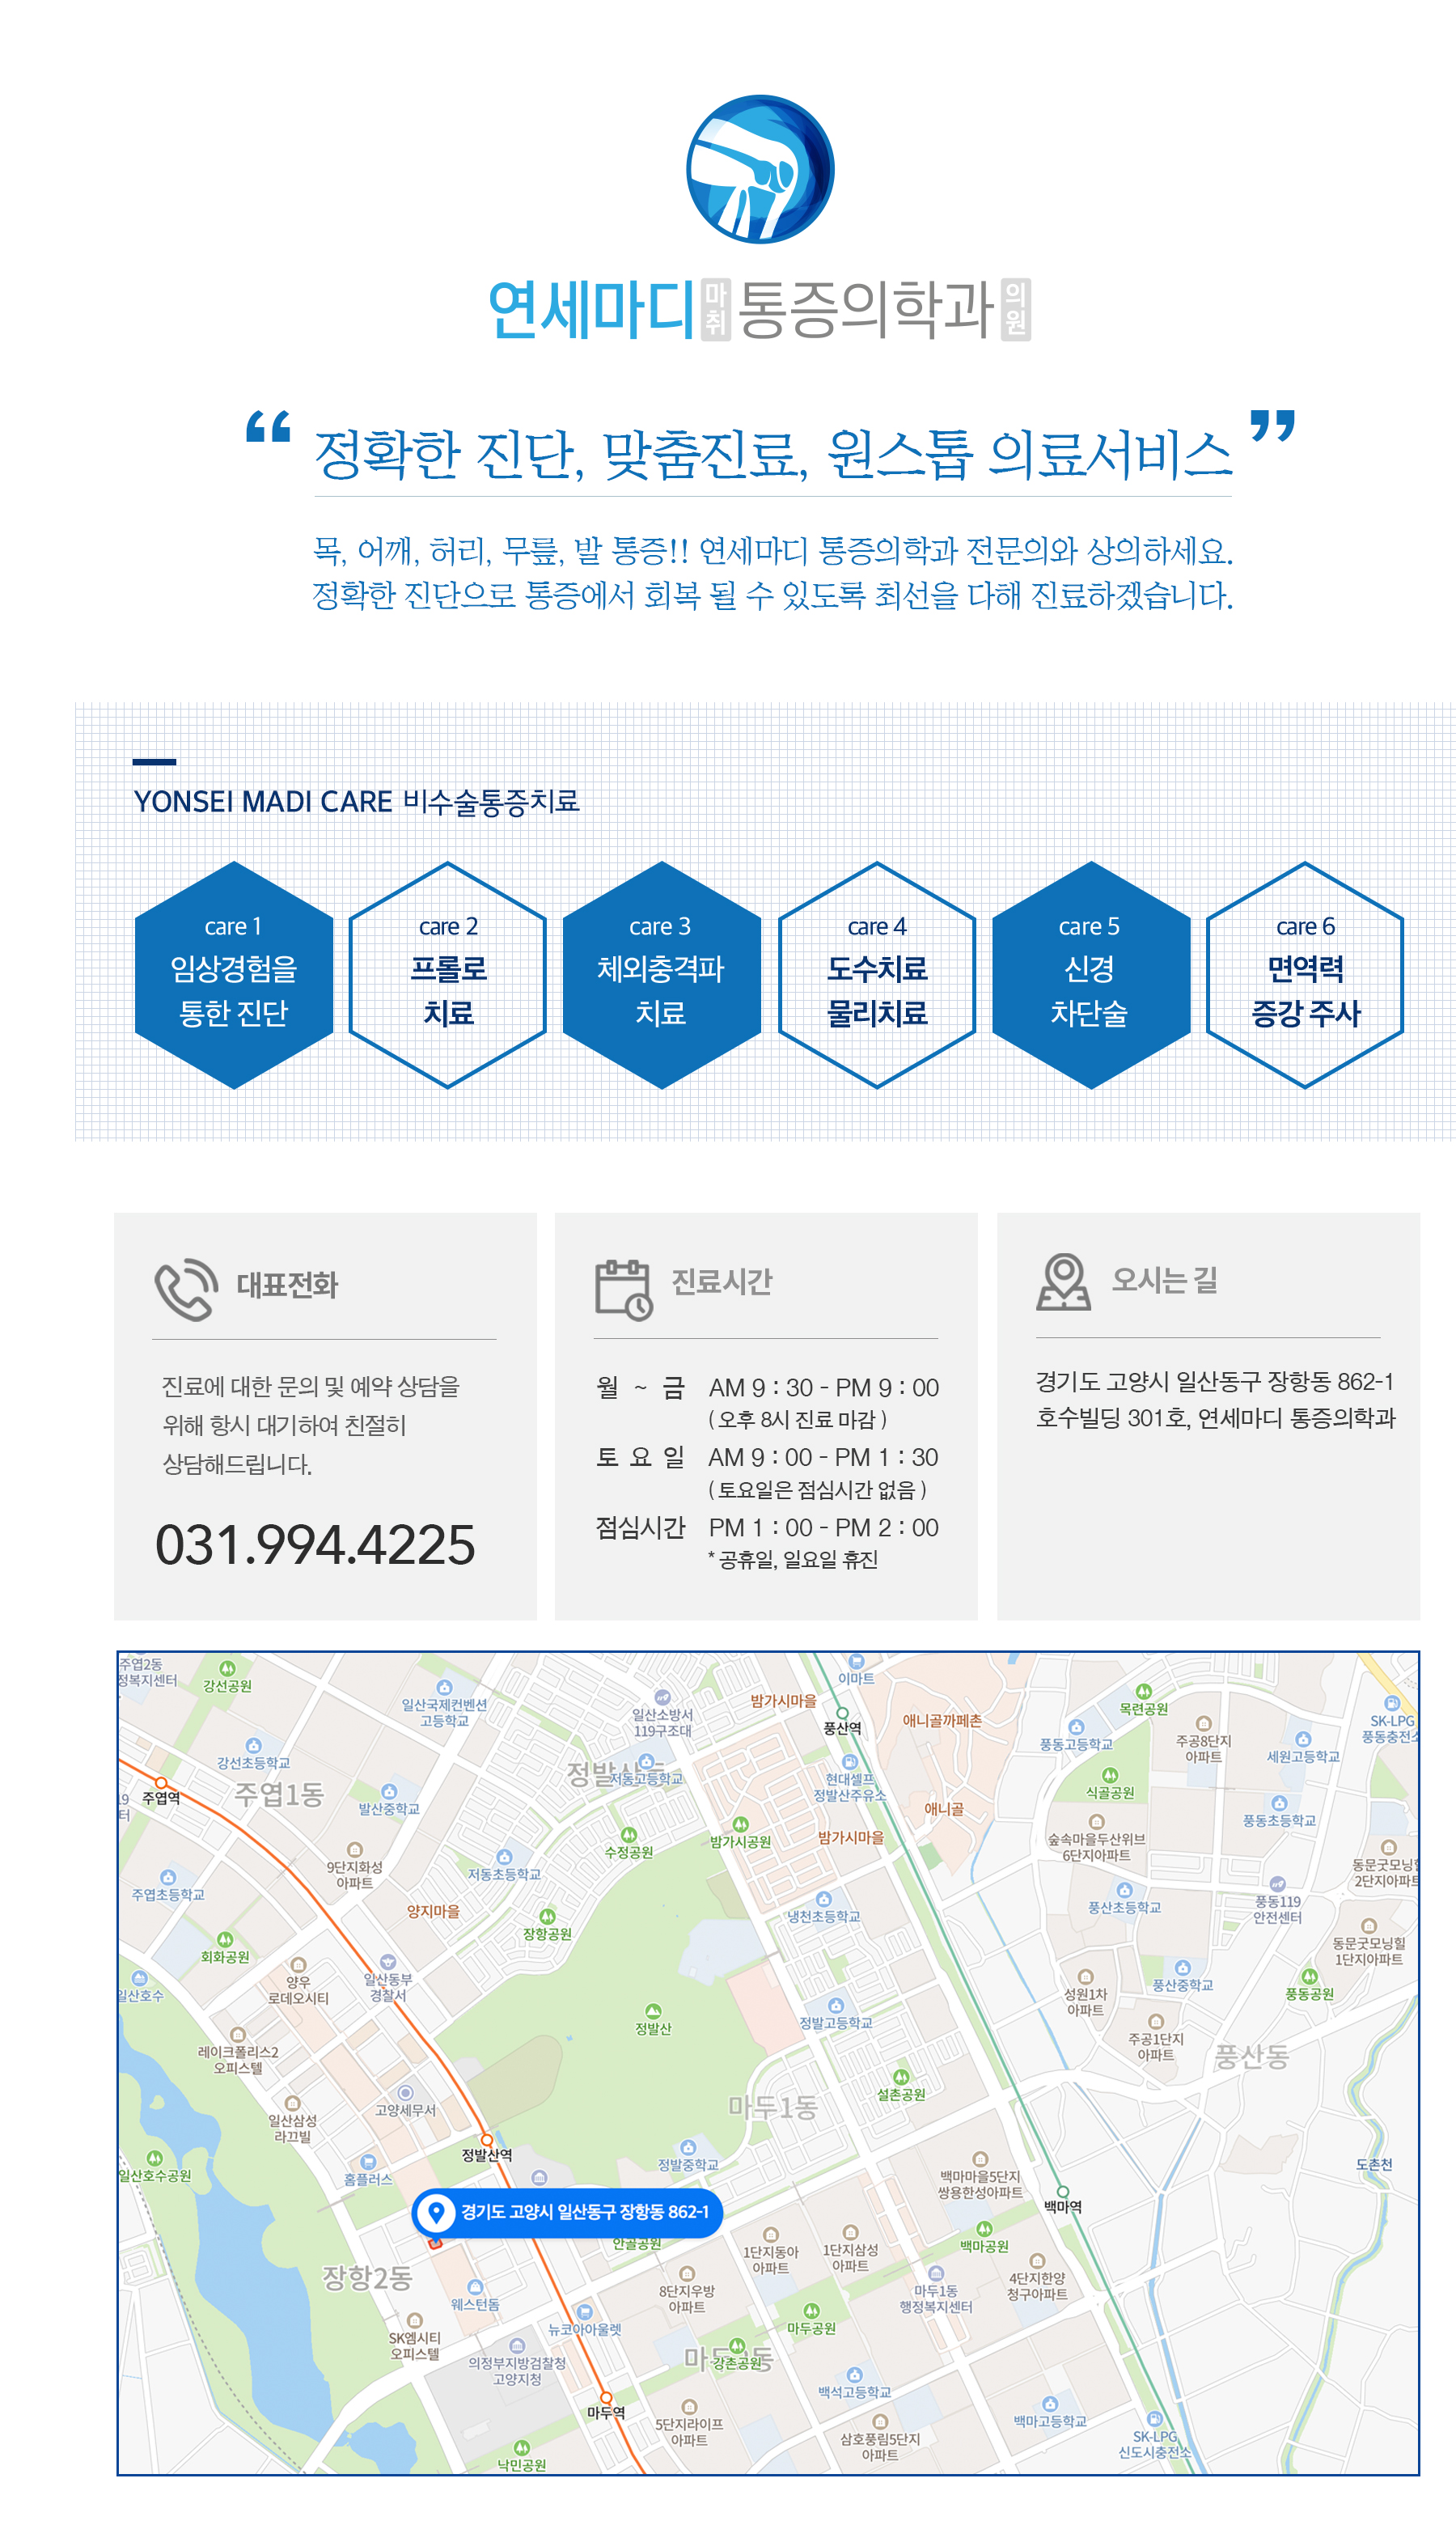 연세마디 마취 통증의학과 의원
“ 정확한 진단, 맞춤진료, 원스톱 의료서비스 ”
목, 어깨, 허리, 무릎, 발 통증!! 연세마디 통증의학과 전문의와 상의하세요.
정확한 진단으로 통증에서 회복 될 수 있도록 최선을 다해 진료하겠습니다.
YONSEI MADI CARE 비수술통증치료
care 1
임상경험을
통한 진단
care 2
프롤로
치료
care 3
체외충격파
치료
care 4
도수치료
물리치료
care 5
신경
차단술
care 6
면역력
증강 주사
대표전화
진료에 대한 문의 및 예약 상담을
위해 항시 대기하여 친절히
상담해드립니다.
031.994.4225
진료시간
월 ~ 금 AM 9 : 30 - PM 9 : 00
( 오후 8시 진료 마감 )
토 요 일 AM 9 : 00 - PM 1 : 30
( 토요일은 점심시간 없음 )
점심시간 PM 1 : 00 - PM 2 : 00
* 공휴일, 일요일 휴진
오시는 길
경기도 고양시 일산동구 장항동 862-1
호수빌딩 301호, 연세마디 통증의학과
주엽2동
정복지센터
강선공원
일산국제컨벤션
고등학교
일산소방서
119구조대
밤가시마을
이마트
풍산역
애니골까페촌
목련공원
풍동고등학교
주공8단지
아파트
세원고등학교
SK-LPG
풍동충전소
강선초등학교
주엽역
주엽1동
발산중학교
저동고등학교
현대셀프
정발산주유소
식골공원
애니골
풍동초등학교
19
터
수정공원
밤가시공원
밤가시마을
숲속마을두산위브
6단지아파트
9단지화성
아파트
저동초등학교
동문굿모닝힐
2단지아파트
주엽초등학교
양지마을
장항공원
냉천초등학교
풍산초등학교
풍동119
안전센터
회화공원
동문굿모닝힐
1단지아파트
일산호수
양우
로데오시티
일산동부
경찰서
성원1차
아파트
풍산중학교
풍동공원
정발산
정발고등학교
주공1단지
아파트
풍산동
레이크폴리스2
오피스텔
고양세무서
마두1동
설촌공원
일산삼성
라끄빌
정발산역
정발중학교
일산호수공원
홈플러스
백마마을5단지
쌍용한성아파트
백마역
도촌천
경기도 고양시 일산동구 장항동 862-1
안골공원
1단지동아
아파트
1단지삼성
아파트
백마공원
장항2동
8단지우방
아파트
마두1동
행정복지센터
4단지한양
청구아파트
웨스턴돔
뉴코아아울렛
마두공원
SK엠시티
오피스텔
의정부지방검찰청
고양지청
강촌공원
백석고등학교
마두역
5단지라이프
아파트
삼호풍림5단지
아파트
백마고등학교
SK-LPG
신도시충전소
낙민공원